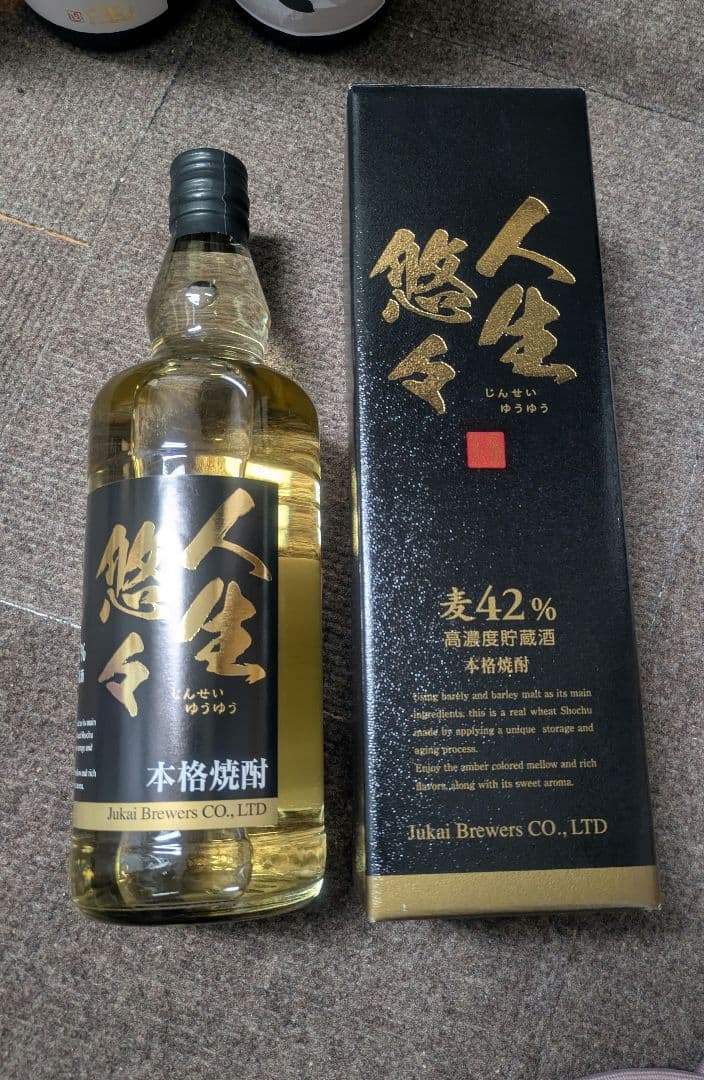 人生
悠々
じんせい
ゆうゆう
本格焼酎
Jukai Brewers CO., LTD
人生
悠々
じんせい
ゆうゆう
麦42%
高濃度貯蔵酒
本格焼酎
Using barely and barley malt as its main
ingredients, this is a real wheat Shochu
made by applying a unique storage and
aging process.
Enjoy the amber colored mellow and rich
flavors, along with its sweet aroma.
Jukai Brewers CO., LTD